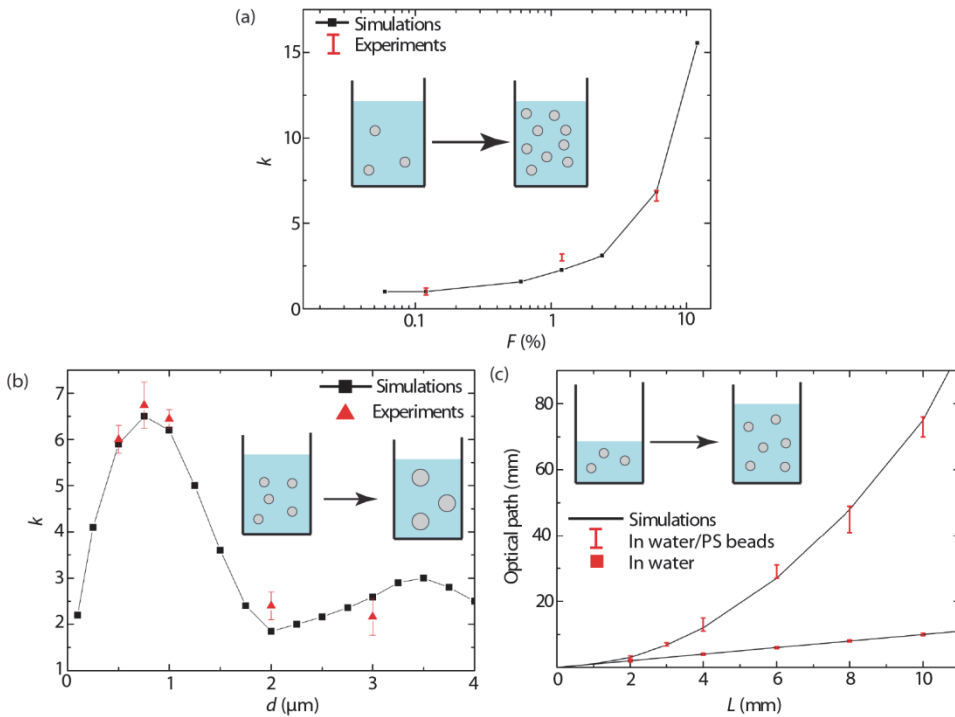 (a)
Simulations
Experiments
15
10
5
0
k
0.1
1
10
F (%)
(b)
Simulations
Experiments
7
6
5
4
3
2
1
k
0
1
2
3
4
d (µm)
(c)
80
60
40
20
Optical path (mm)
Simulations
In water/PS beads
In water
0
2
4
6
8
10
L (mm)